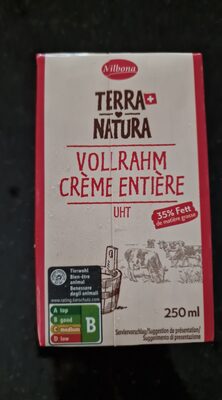 Milbona
TERRA
NATURA
VOLLRAHM
CRÈME ENTIÈRE
UHT
35% Fett
de matière grasse
Tierwohl
Bien-être
animal
Benessere
degli animali
A top
B good
C medium
D low
B
250 ml
Serviervorschlag/Suggestion de présentation/
Suggerimento di presentazione